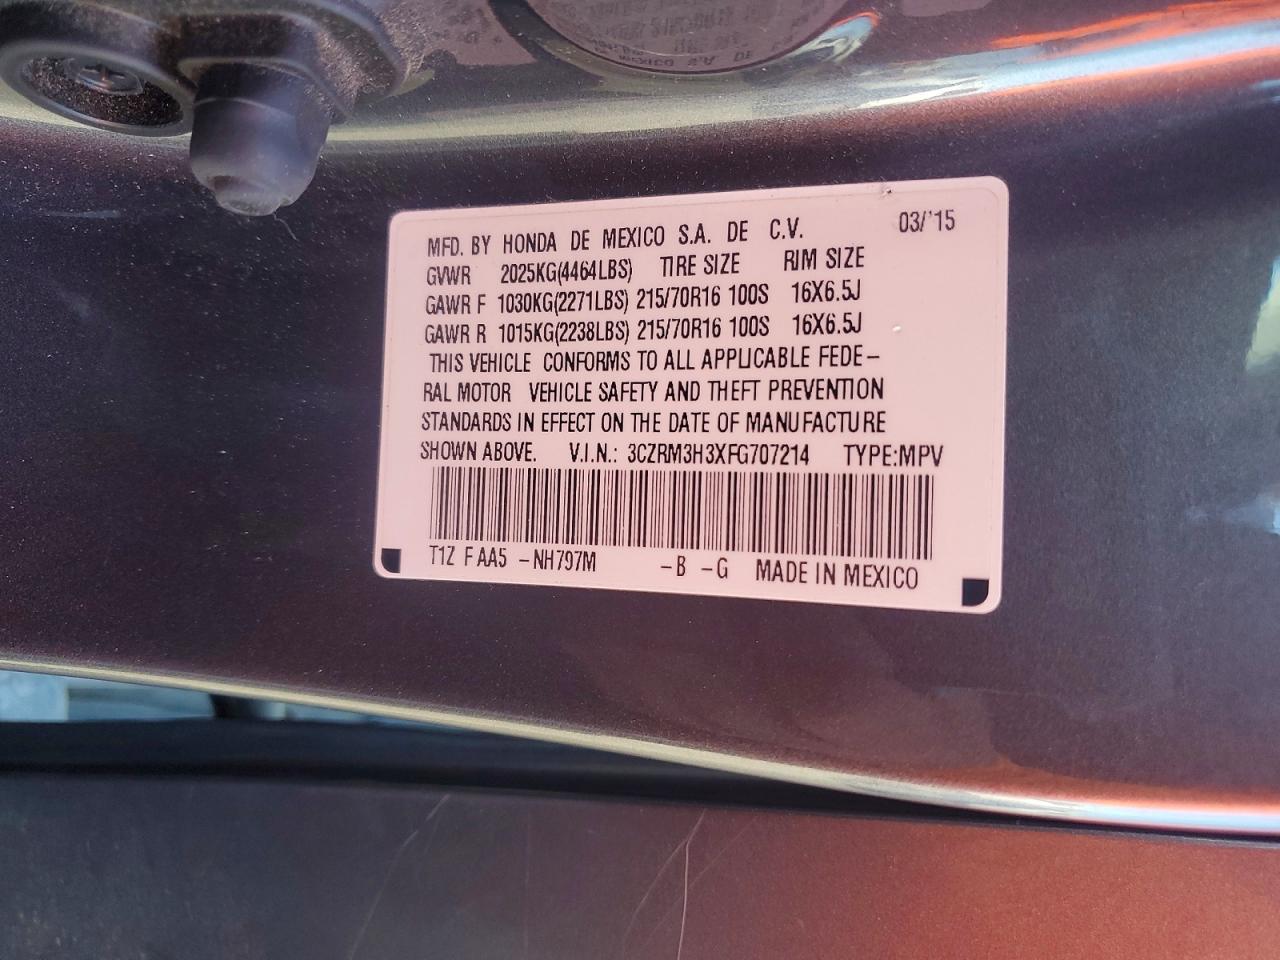 MEXICO S.A. DE C.V.
MFD. BY HONDA DE MEXICO S.A. DE C.V. 03/'15
GVWR 2025KG(4464LBS) TIRE SIZE RIM SIZE
GAWR F 1030KG(2271LBS) 215/70R16 100S 16X6.5J
GAWR R 1015KG(2238LBS) 215/70R16 100S 16X6.5J
THIS VEHICLE CONFORMS TO ALL APPLICABLE FEDE–
RAL MOTOR VEHICLE SAFETY AND THEFT PREVENTION
STANDARDS IN EFFECT ON THE DATE OF MANUFACTURE
SHOWN ABOVE. V.I.N.: 3CZRM3H3XFG707214 TYPE:MPV
T1Z F AA5 –NH797M –B –G MADE IN MEXICO